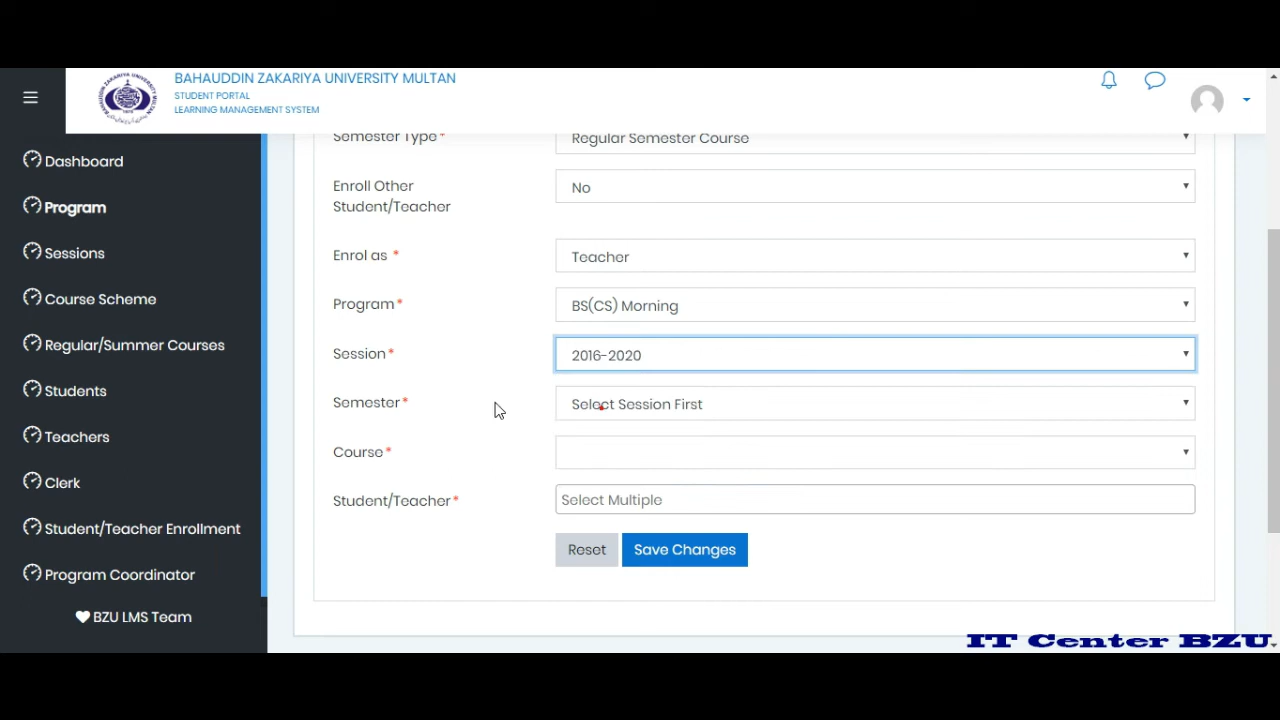 BAHAUDDIN ZAKARIYA UNIVERSITY MULTAN
STUDENT PORTAL
LEARNING MANAGEMENT SYSTEM
Dashboard
Program
Sessions
Course Scheme
Regular/Summer Courses
Students
Teachers
Clerk
Student/Teacher Enrollment
Program Coordinator
BZU LMS Team
Semester Type * Regular Semester Course
Enroll Other No
Student/Teacher
Enrol as * Teacher
Program * BS(CS) Morning
Session * 2016-2020
Semester * Select Session First
Course *
Student/Teacher * Select Multiple
Reset Save Changes
IT Center BZU.